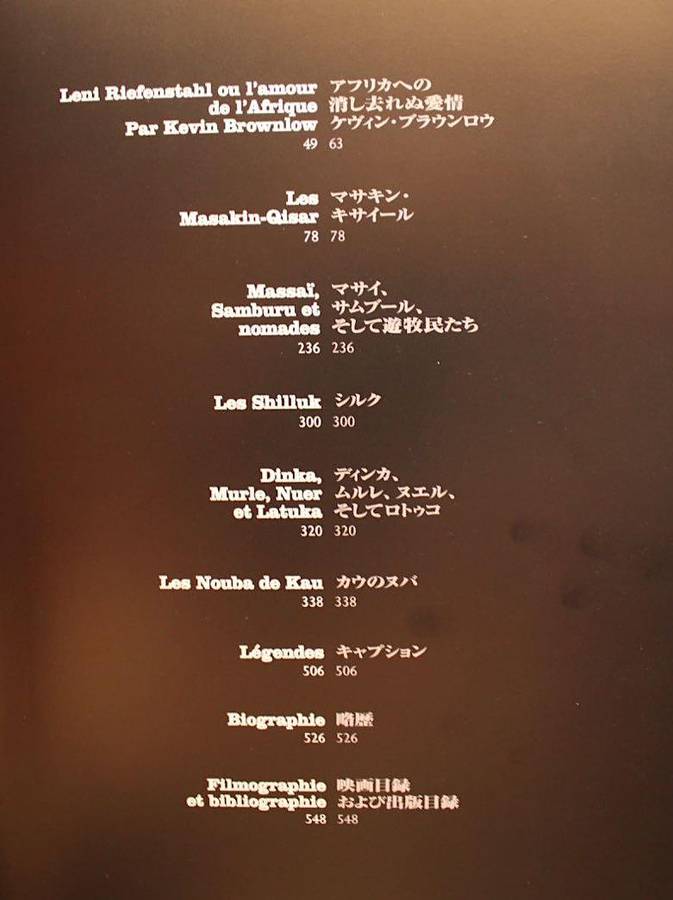 Leni Riefenstahl ou l'amour アフリカへの
de l'Afrique 消し去れぬ愛情
Par Kevin Brownlow ケヴィン・ブラウンロウ
49 63
Les マサキン・
Masakin-Qisar キサイール
78 78
Massaï, マサイ、
Samburu et サムブール、
nomades そして遊牧民たち
236 236
Les Shilluk シルク
300 300
Dinka, ディンカ、
Murle, Nuer ムルレ、ヌエル、
et Latuka そしてロトゥコ
320 320
Les Nouba de Kau カウのヌバ
338 338
Légendes キャプション
506 506
Biographie 略歴
526 526
Filmographie 映画目録
et bibliographie および出版目録
548 548